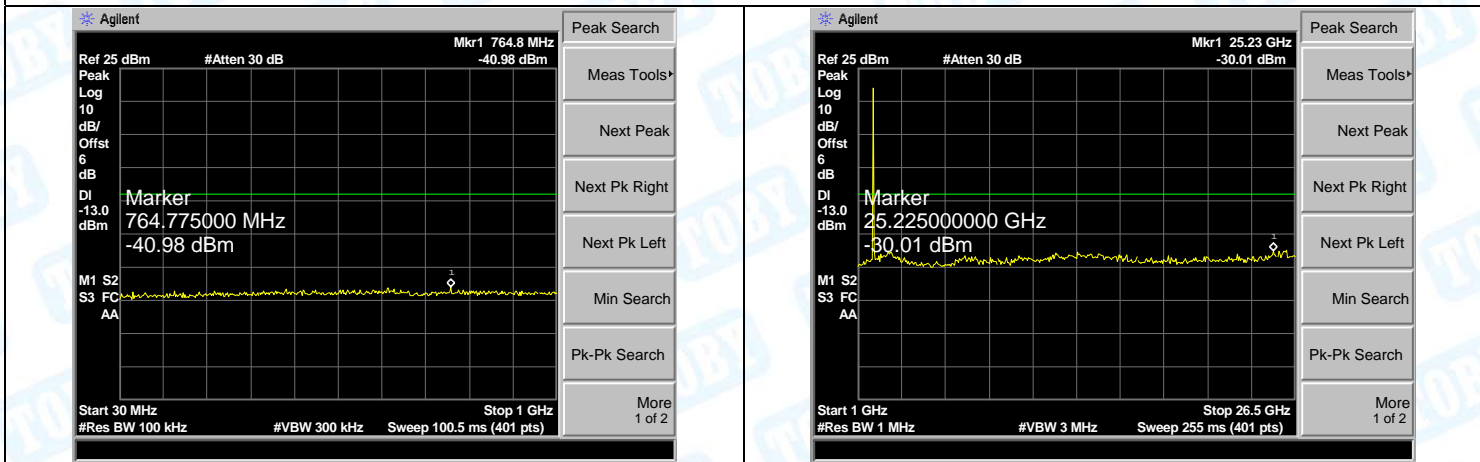 Agilent
Peak Search
Mkr1 764.8 MHz
Ref 25 dBm #Atten 30 dB -40.98 dBm
Peak
Log
10
dB/
Offst
6
dB
DI
-13.0
dBm
Marker
764.775000 MHz
-40.98 dBm
1
M1 S2
S3 FC
AA
Start 30 MHz Stop 1 GHz
#Res BW 100 kHz #VBW 300 kHz Sweep 100.5 ms (401 pts)
Meas Tools
Next Peak
Next Pk Right
Next Pk Left
Min Search
Pk-Pk Search
More
1 of 2
Agilent
Peak Search
Mkr1 25.23 GHz
Ref 25 dBm #Atten 30 dB -30.01 dBm
Peak
Log
10
dB/
Offst
6
dB
DI
-13.0
dBm
Marker
25.225000000 GHz
-30.01 dBm
1
M1 S2
S3 FC
AA
Start 1 GHz Stop 26.5 GHz
#Res BW 1 MHz #VBW 3 MHz Sweep 255 ms (401 pts)
Meas Tools
Next Peak
Next Pk Right
Next Pk Left
Min Search
Pk-Pk Search
More
1 of 2
TOBY